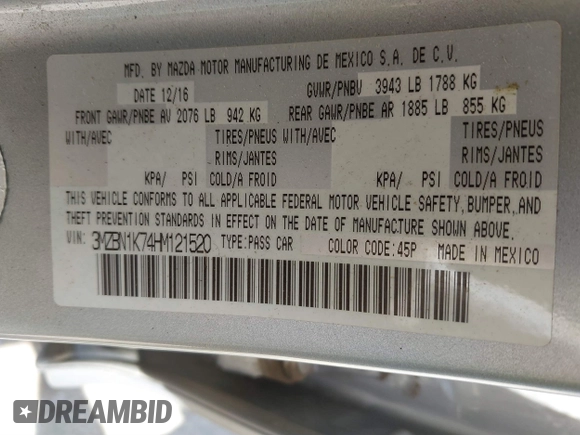 MFD. BY MAZDA MOTOR MANUFACTURING DE MEXICO S.A. DE C.V.
DATE 12/16 GVWR/PNBV 3943 LB 1788 KG
FRONT GAWR/PNBE AV 2076 LB 942 KG REAR GAWR/PNBE AR 1885 LB 855 KG
WITH/AVEC TIRES/PNEUS WITH/AVEC TIRES/PNEUS
RIMS/JANTES RIMS/JANTES
KPA/ PSI COLD/A FROID KPA/ PSI COLD/A FROID
THIS VEHICLE CONFORMS TO ALL APPLICABLE FEDERAL MOTOR VEHICLE SAFETY, BUMPER, AND
THEFT PREVENTION STANDARDS IN EFFECT ON THE DATE OF MANUFACTURE SHOWN ABOVE.
VIN: 3MZBN1K74HM121520 TYPE:PASS CAR COLOR CODE:45P MADE IN MEXICO
DREAMBID